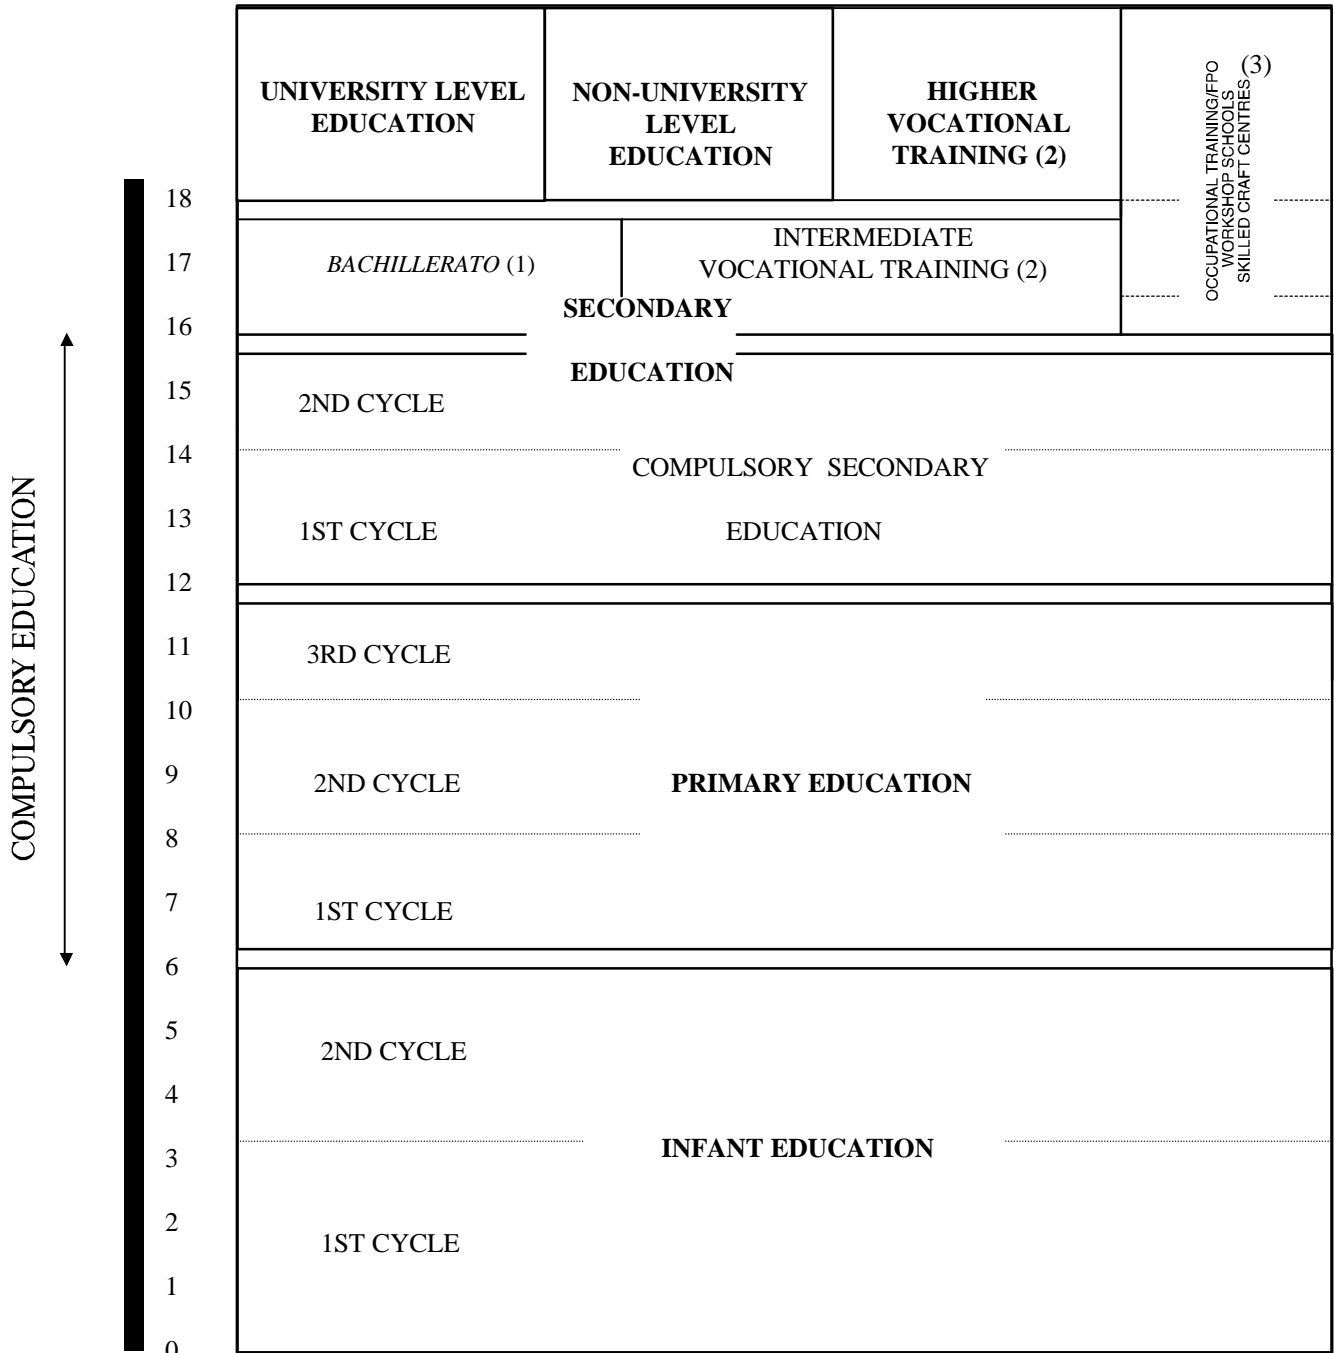 UNIVERSITY LEVEL
EDUCATION
NON-UNIVERSITY
LEVEL
EDUCATION
HIGHER
VOCATIONAL
TRAINING (2)
(3)
OCCUPATIONAL TRAINING/FPO
WORKSHOP SCHOOLS
SKILLED CRAFT CENTRES
18
17
BACHILLERATO (1)
INTERMEDIATE
VOCATIONAL TRAINING (2)
SECONDARY
16
EDUCATION
15
2ND CYCLE
14
COMPULSORY SECONDARY
13
1ST CYCLE
EDUCATION
12
COMPULSORY EDUCATION
11
3RD CYCLE
10
9
2ND CYCLE
PRIMARY EDUCATION
8
7
1ST CYCLE
6
5
2ND CYCLE
4
INFANT EDUCATION
3
2
1ST CYCLE
1
0